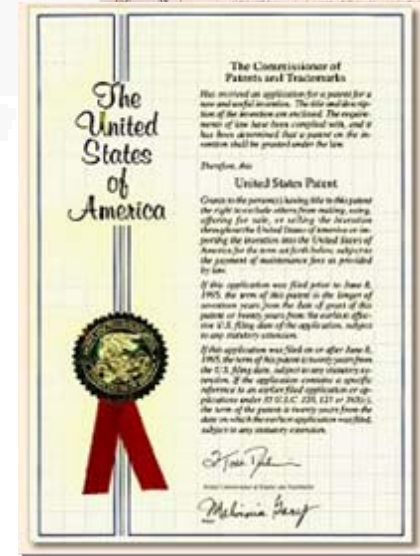 The
United
States
of
America
The Commissioner of
Patents and Trademarks
Has received an application for a patent for a
new and useful invention. The title and descrip-
tion of the invention are enclosed. The require-
ments of law have been complied with, and it
has been determined that a patent on the in-
vention shall be granted under the law.
Therefore, this
United States Patent
Grants to the person(s) having title to this patent
the right to exclude others from making, using,
offering for sale, or selling the invention
throughout the United States of America or im-
porting the invention into the United States of
America for the term set forth below, subject to
the payment of maintenance fees as provided
by law.
If this application was filed prior to June 8,
1995, the term of this patent is the longer of
seventeen years from the date of grant of this
patent or twenty years from the earliest effec-
tive U.S. filing date of the application, subject
to any statutory extension.
If this application was filed on or after June 8,
1995, the term of this patent is twenty years from
the U.S. filing date, subject to any statutory ex-
tension. If the application contains a specific
reference to an earlier filed application or ap-
plications under 35 U.S.C. 120, 121 or 365(c),
the term of the patent is twenty years from the
date on which the earliest application was filed,
subject to any statutory extension.